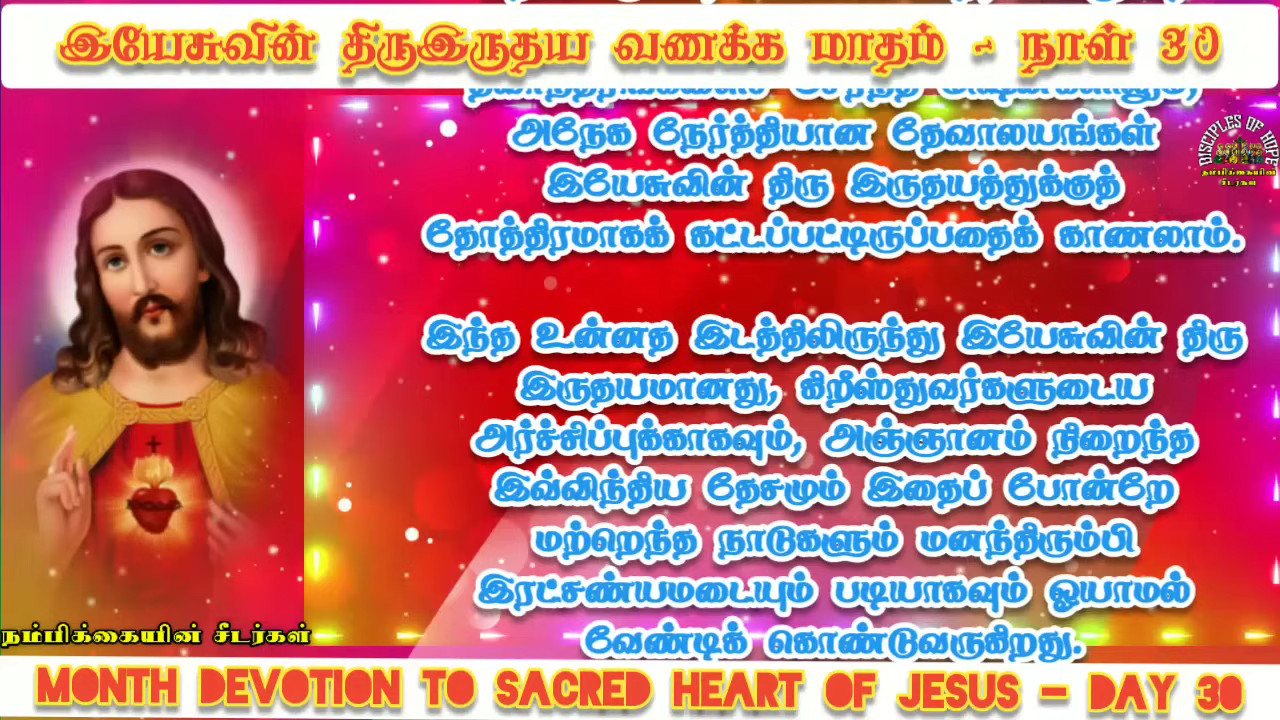 இயேசுவின் திருஇருதய வணக்க மாதம் - நாள் 30
அநேக நேர்த்தியான தேவாலயங்கள்
இயேசுவின் திரு இருதயத்துக்குத்
தோத்திரமாகக் கட்டப்பட்டிருப்பதைக் காணலாம்.
இந்த உன்னத இடத்திலிருந்து இயேசுவின் திரு
இருதயமானது, கிறீஸ்துவர்களுடைய
அர்ச்சிப்புக்காகவும், அஞ்ஞானம் நிறைந்த
இவ்விந்திய தேசமும் இதைப் போன்றே
மற்றெந்த நாடுகளும் மனந்திரும்பி
இரட்சண்யமடையும் படியாகவும் ஓயாமல்
வேண்டிக் கொண்டுவருகிறது.
DISCIPLES OF HOPE
நம்பிக்கையின்
சீடர்கள்
நம்பிக்கையின் சீடர்கள்
MONTH DEVOTION TO SACRED HEART OF JESUS – DAY 30